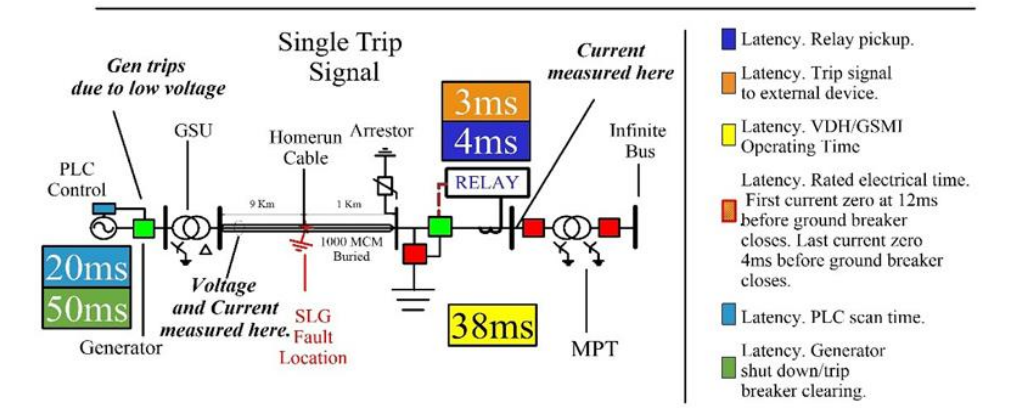 Single Trip
Signal
Gen trips
due to low voltage
Current
measured here
GSU
Homerun
Cable
Arrestor
3ms
4ms
RELAY
Infinite
Bus
PLC
Control
9 Km
1 Km
1000 MCM
Buried
20ms
50ms
Generator
Voltage
and Current
measured here.
SLG
Fault
Location
38ms
MPT
Latency. Relay pickup.
Latency. Trip signal
to external device.
Latency. VDH/GSMI
Operating Time
Latency. Rated electrical time.
First current zero at 12ms
before ground breaker
closes. Last current zero
4ms before ground breaker
closes.
Latency. PLC scan time.
Latency. Generator
shut down/trip
breaker clearing.